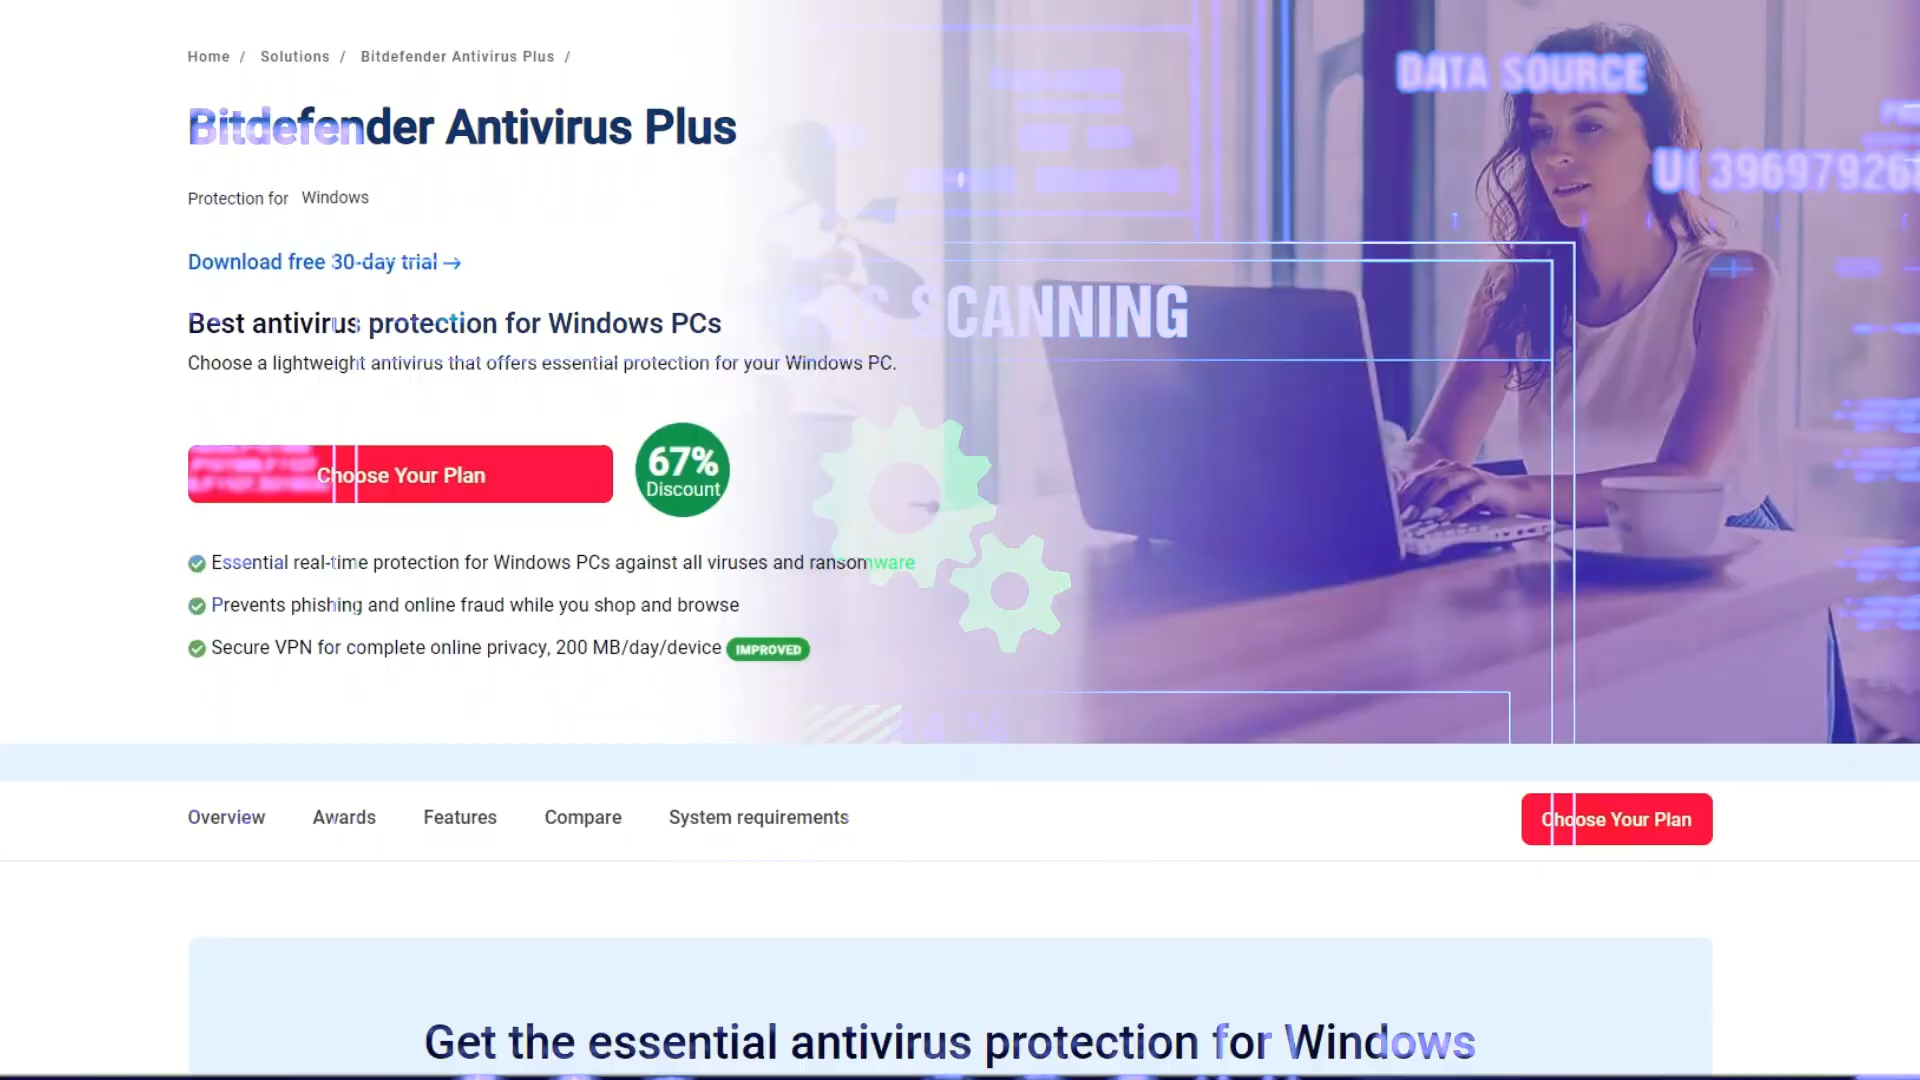 Home / Solutions / Bitdefender Antivirus Plus /
DATA SOURCE
Bitdefender Antivirus Plus
Protection for Windows
Download free 30-day trial →
SCANNING
Best antivirus protection for Windows PCs
Choose a lightweight antivirus that offers essential protection for your Windows PC.
Choose Your Plan
67%
Discount
Essential real-time protection for Windows PCs against all viruses and ransomware
Prevents phishing and online fraud while you shop and browse
Secure VPN for complete online privacy, 200 MB/day/device IMPROVED
Overview Awards Features Compare System requirements
Choose Your Plan
Get the essential antivirus protection for Windows